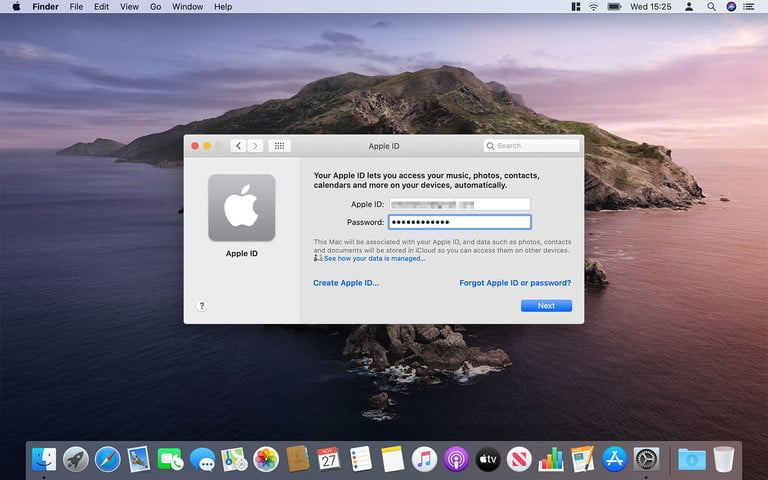 Finder File Edit View Go Window Help Wed 15:25
Apple ID
Search
Your Apple ID lets you access your music, photos, contacts,
calendars and more on your devices, automatically.
Apple ID:
Password: ••••••••••••
Apple ID
This Mac will be associated with your Apple ID, and data such as photos, contacts
and documents will be stored in iCloud so you can access them on other devices.
See how your data is managed...
Create Apple ID... Forgot Apple ID or password?
? Next
NOV
27
tv